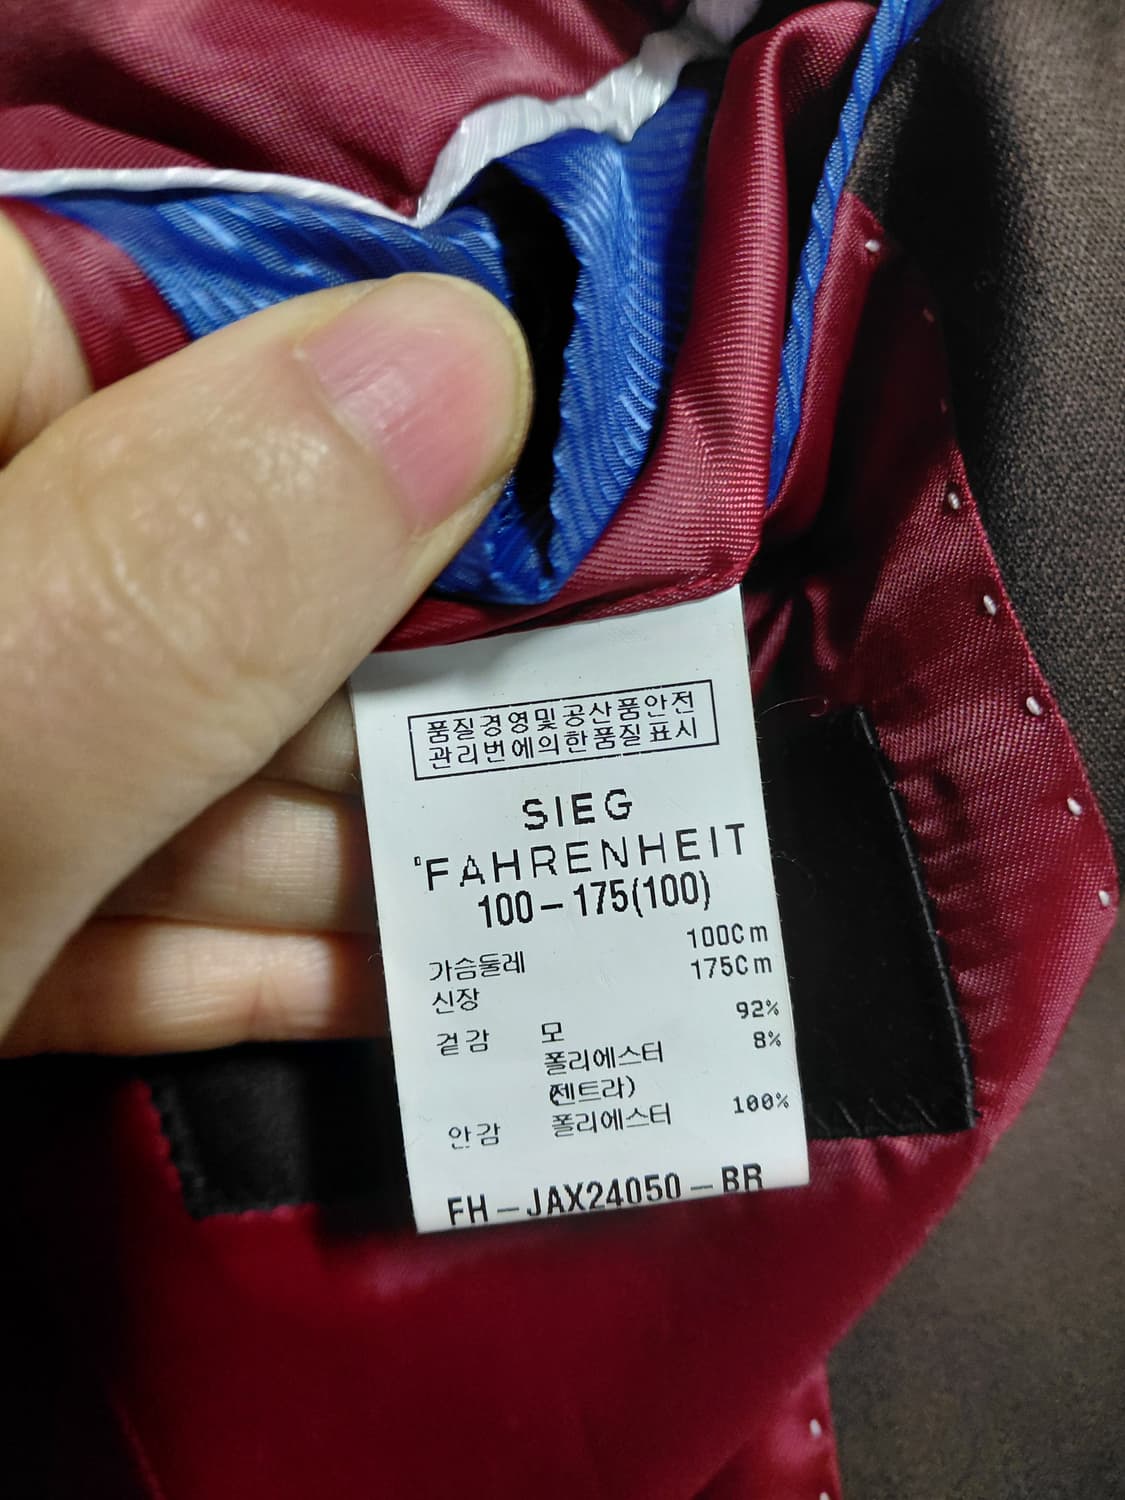 품질경영및공산품안전
관리번에의한품질표시
SIEG
°FAHRENHEIT
100-175(100)
가슴둘레 100Cm
신장 175Cm
겉감 모 92%
폴리에스터 8%
(젠트라)
안감 폴리에스터 100%
FH-JAX24050-BR